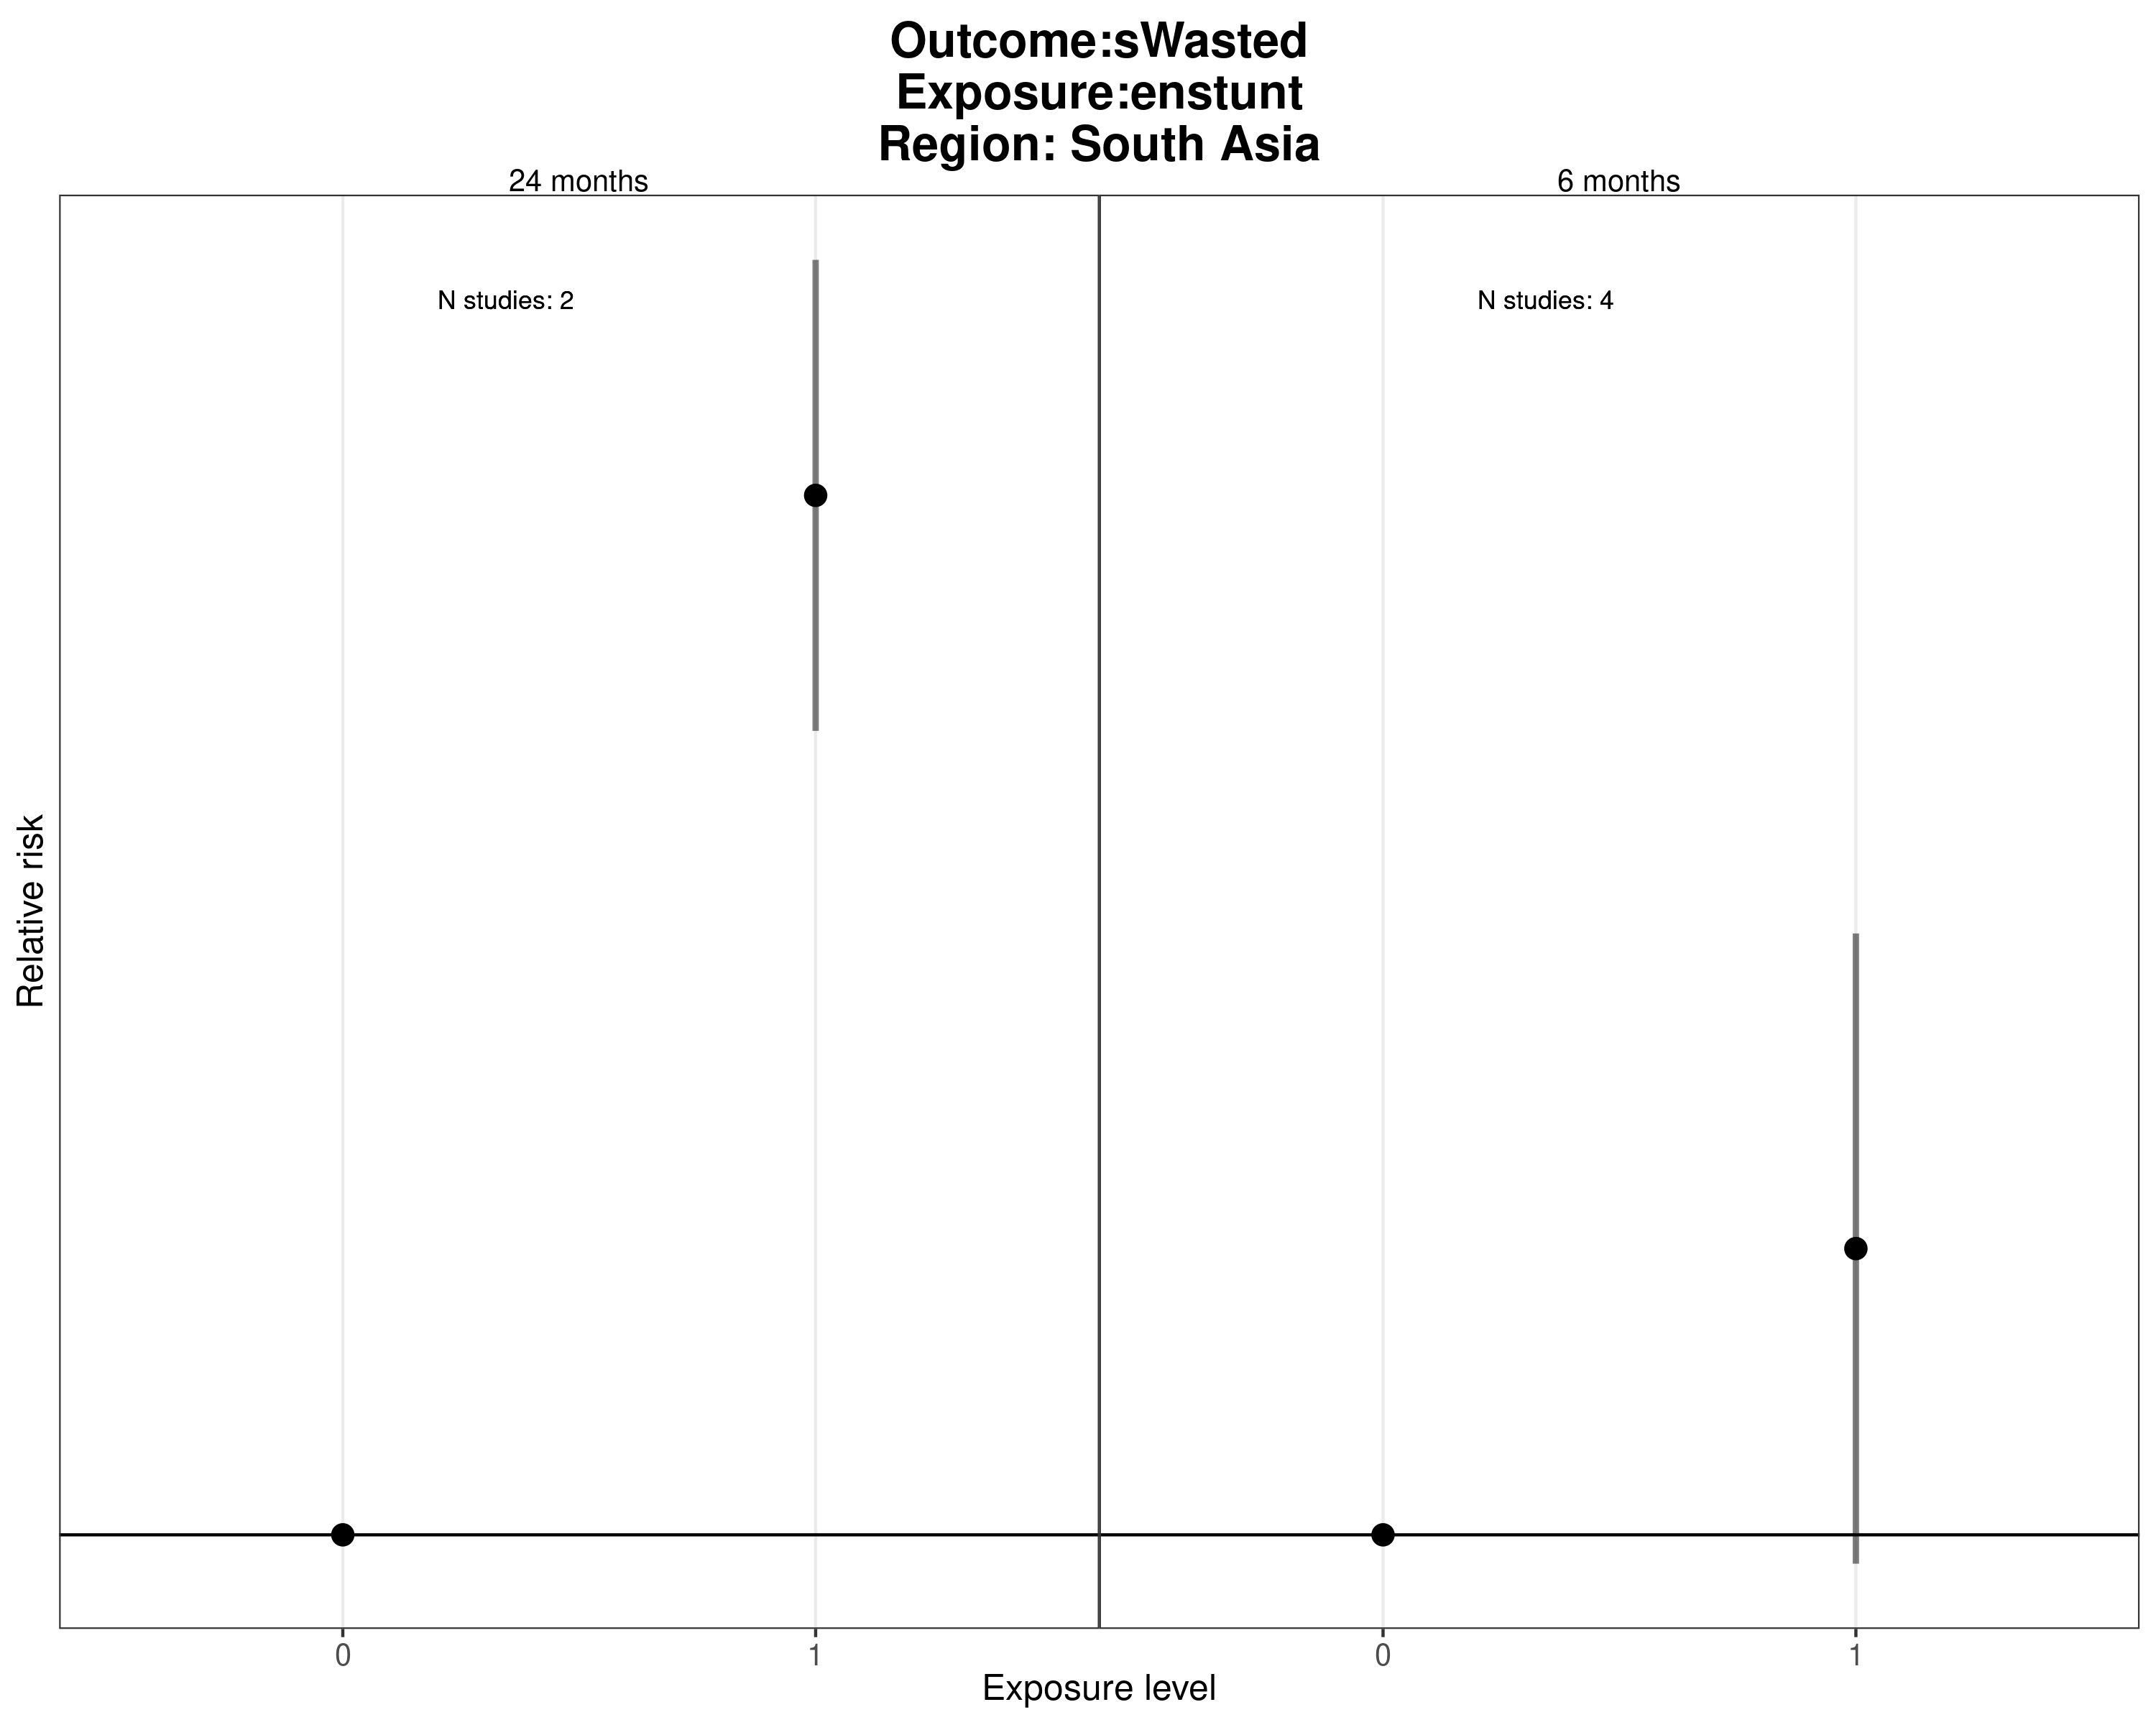 Outcome:sWasted
Exposure:enstunt
Region: South Asia
24 months
6 months
N studies: 2
N studies: 4
Relative risk
0
1
0
1
Exposure level